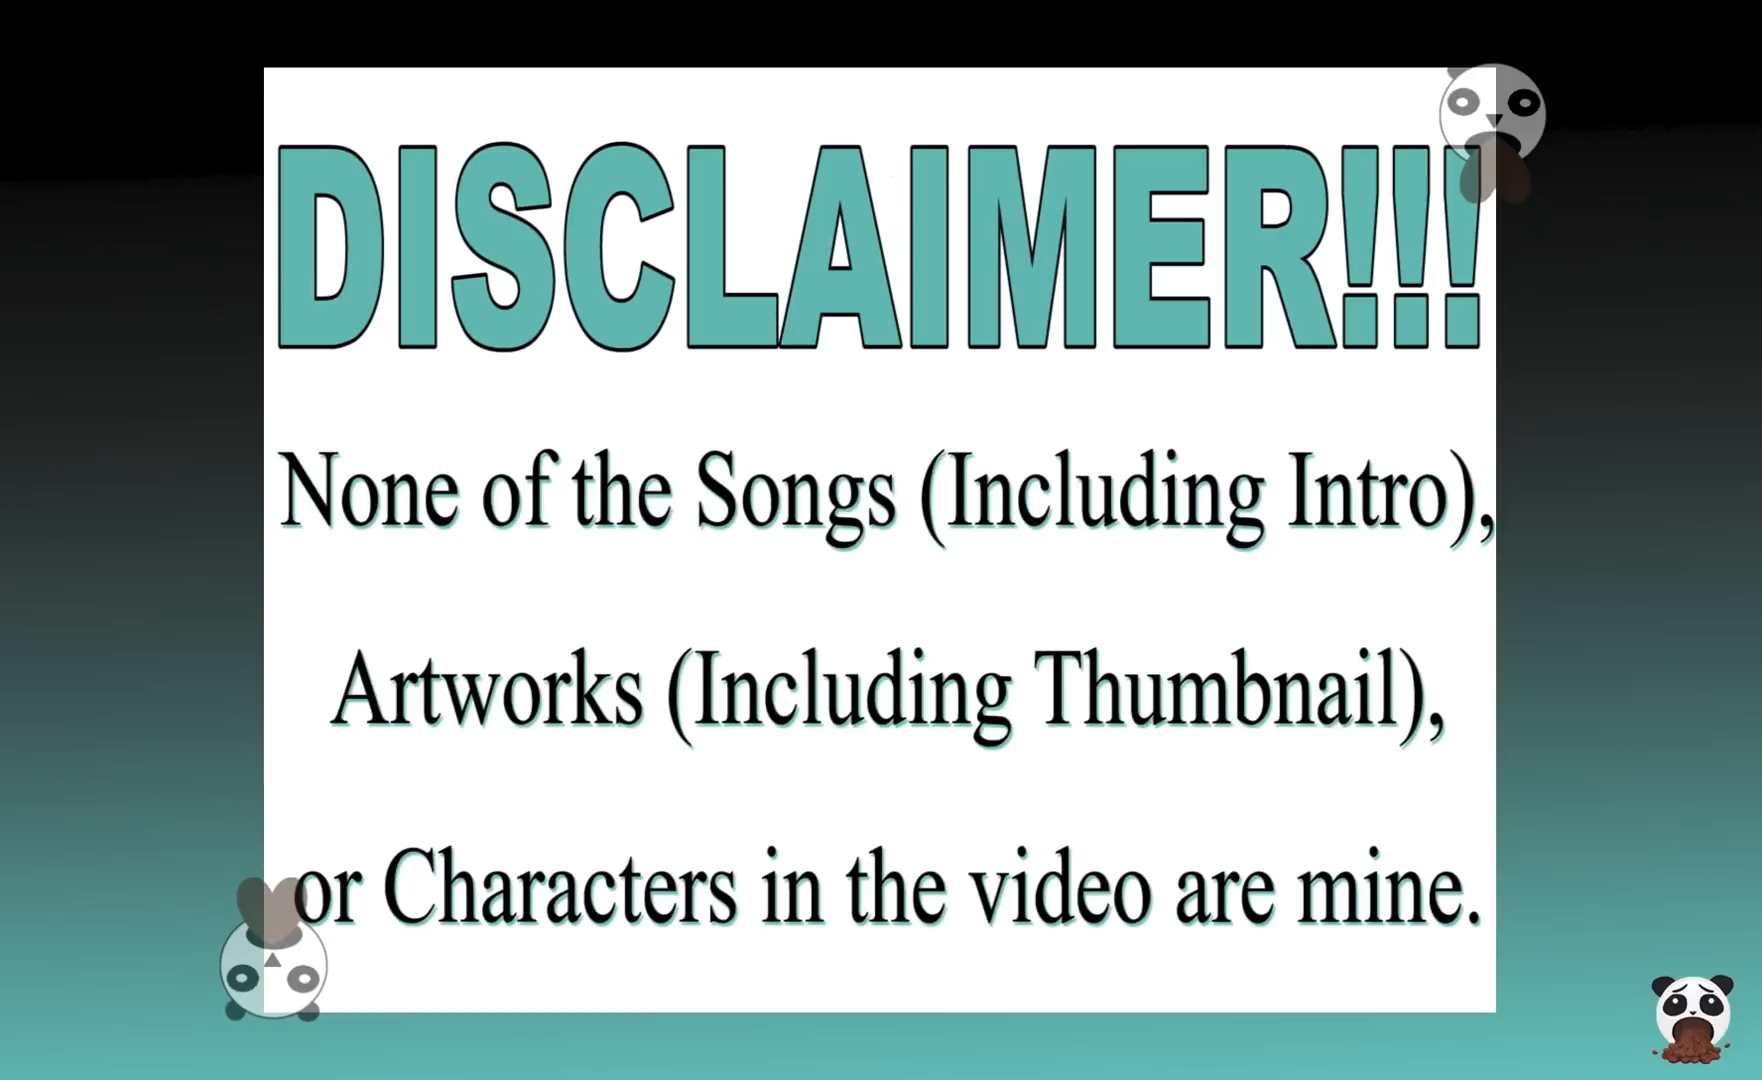 DISCLAIMER!!!
None of the Songs (Including Intro),
Artworks (Including Thumbnail),
or Characters in the video are mine.